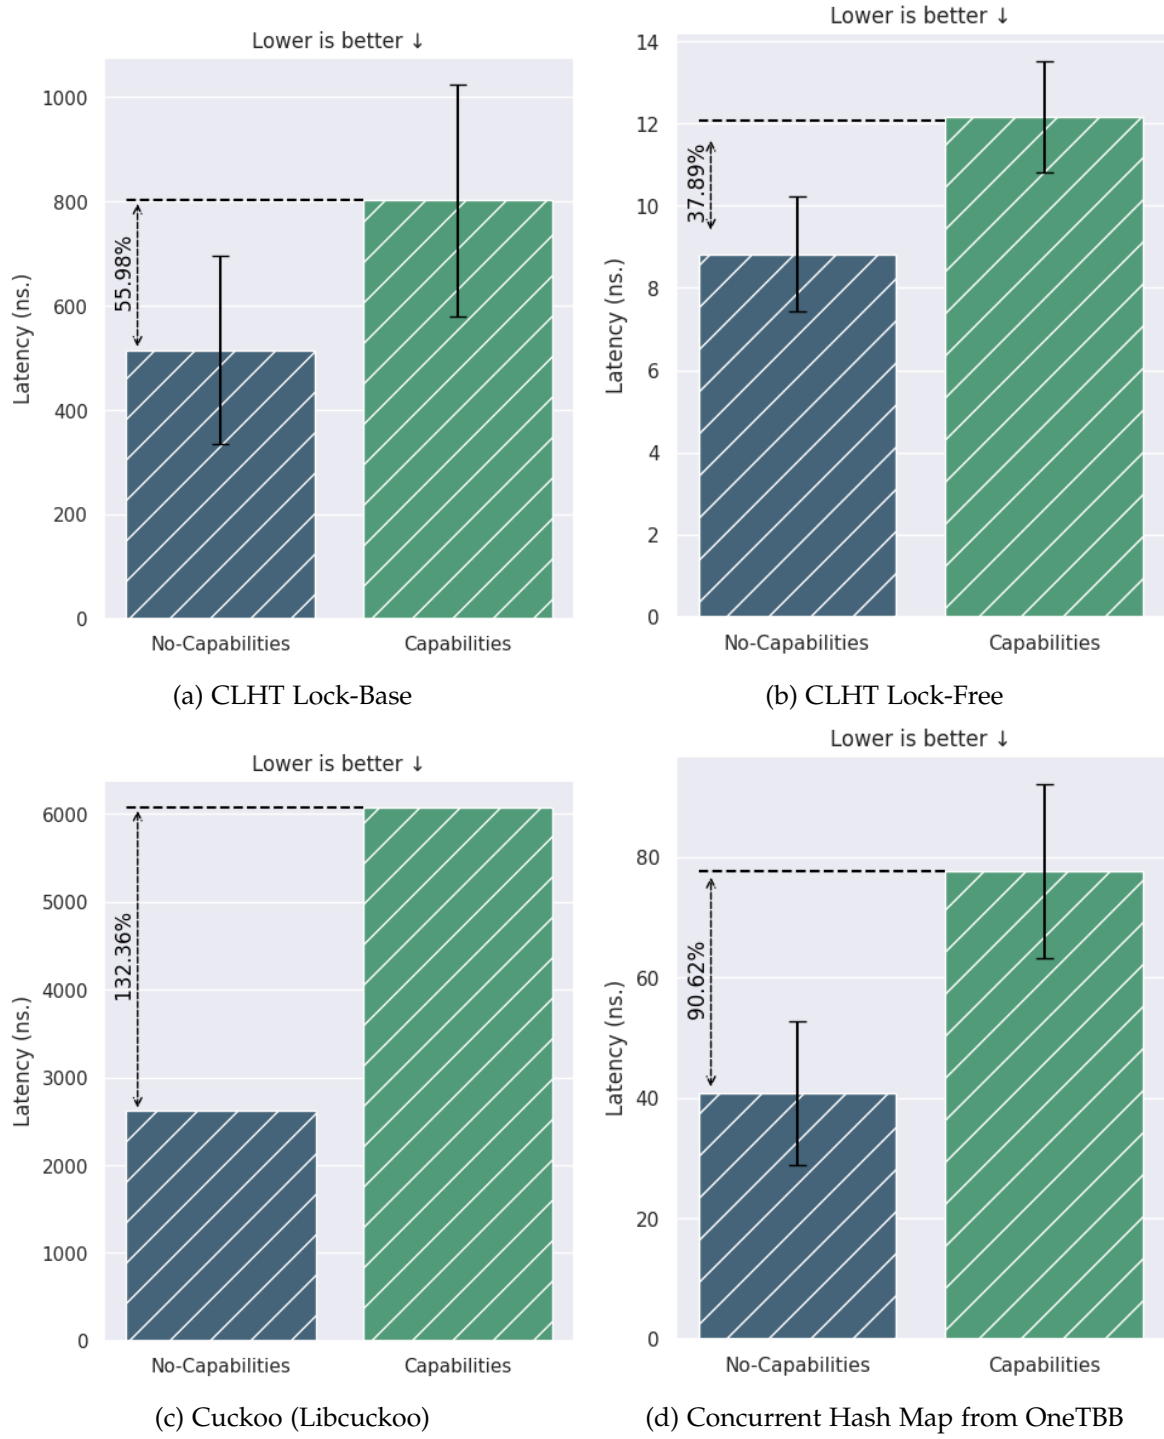 Lower is better ↓
1000
800
600
400
200
0
Latency (ns.)
55.98%
No-Capabilities
Capabilities
(a) CLHT Lock-Base
Lower is better ↓
14
12
10
8
6
4
2
0
Latency (ns.)
37.89%
No-Capabilities
Capabilities
(b) CLHT Lock-Free
Lower is better ↓
6000
5000
4000
3000
2000
1000
0
Latency (ns.)
132.36%
No-Capabilities
Capabilities
(c) Cuckoo (Libcuckoo)
Lower is better ↓
80
60
40
20
0
Latency (ns.)
90.62%
No-Capabilities
Capabilities
(d) Concurrent Hash Map from OneTBB